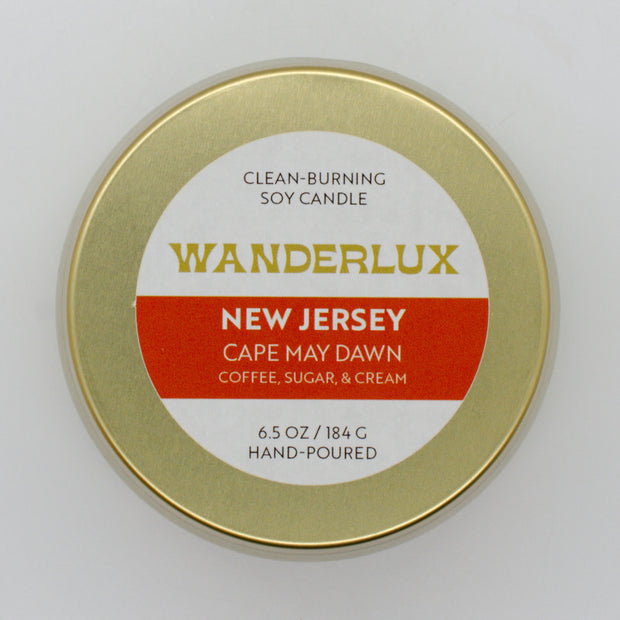 CLEAN-BURNING
SOY CANDLE
WANDERLUX
NEW JERSEY
CAPE MAY DAWN
COFFEE, SUGAR, & CREAM
6.5 OZ / 184 G
HAND-POURED